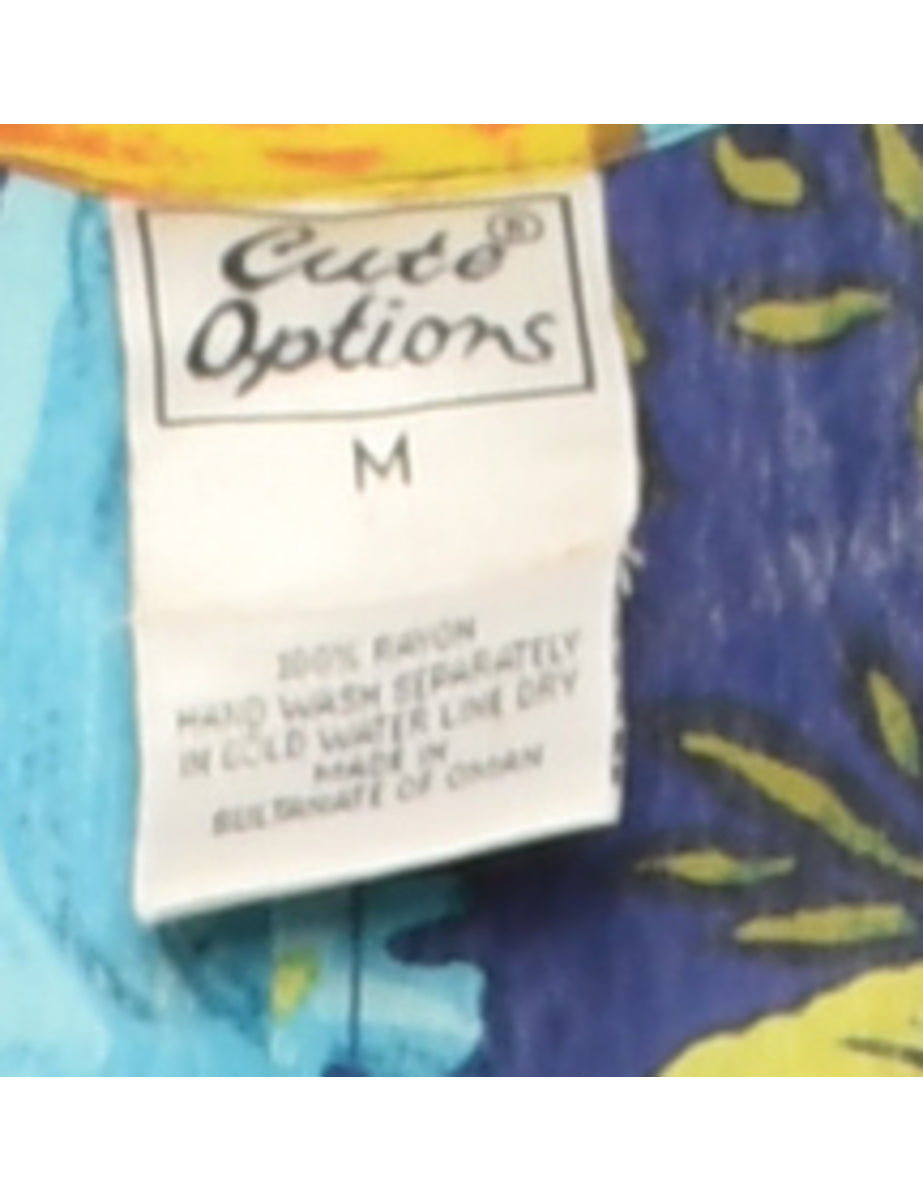 Cute®
Options
M
100% RAYON
HAND WASH SEPARATELY
IN COLD WATER LINE DRY
MADE IN
SULTANATE OF OMAN